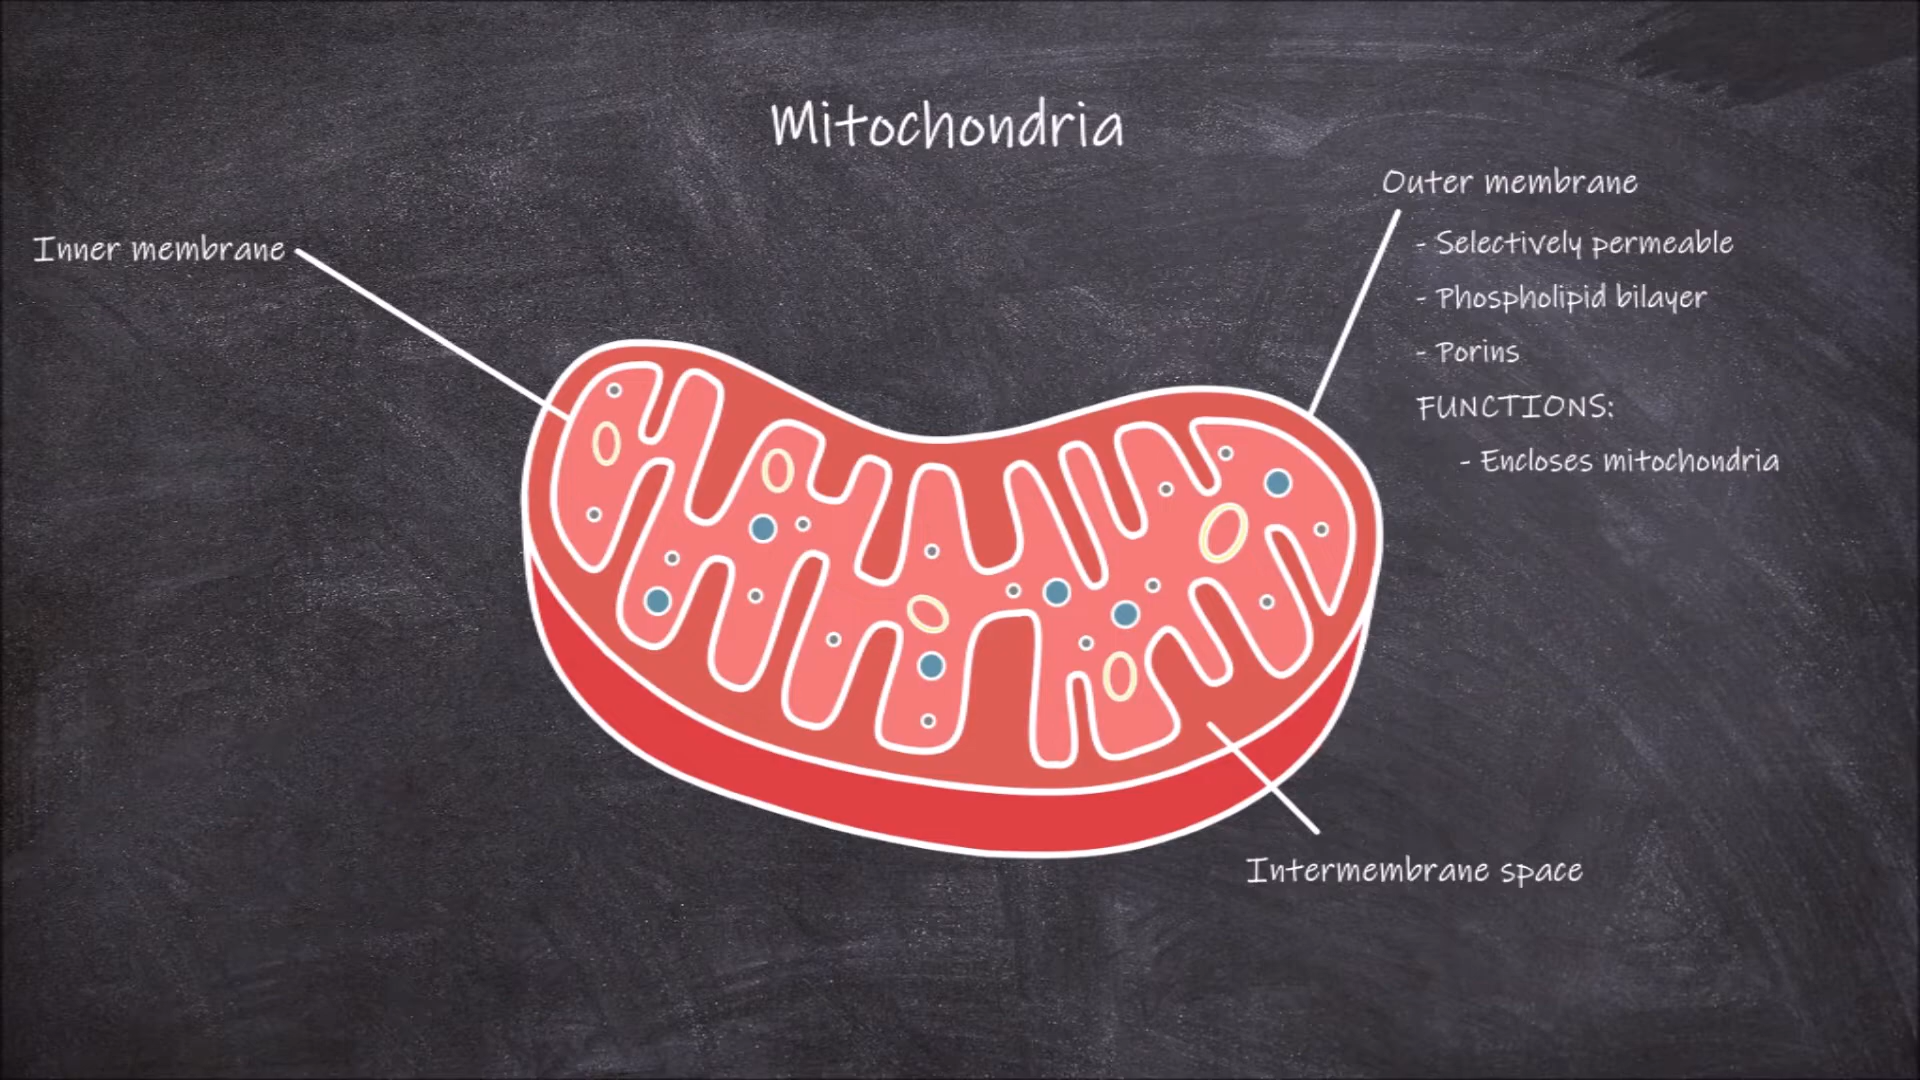 Mitochondria
Inner membrane
Outer membrane
- Selectively permeable
- Phospholipid bilayer
- Porins
FUNCTIONS:
- Encloses mitochondria
Intermembrane space